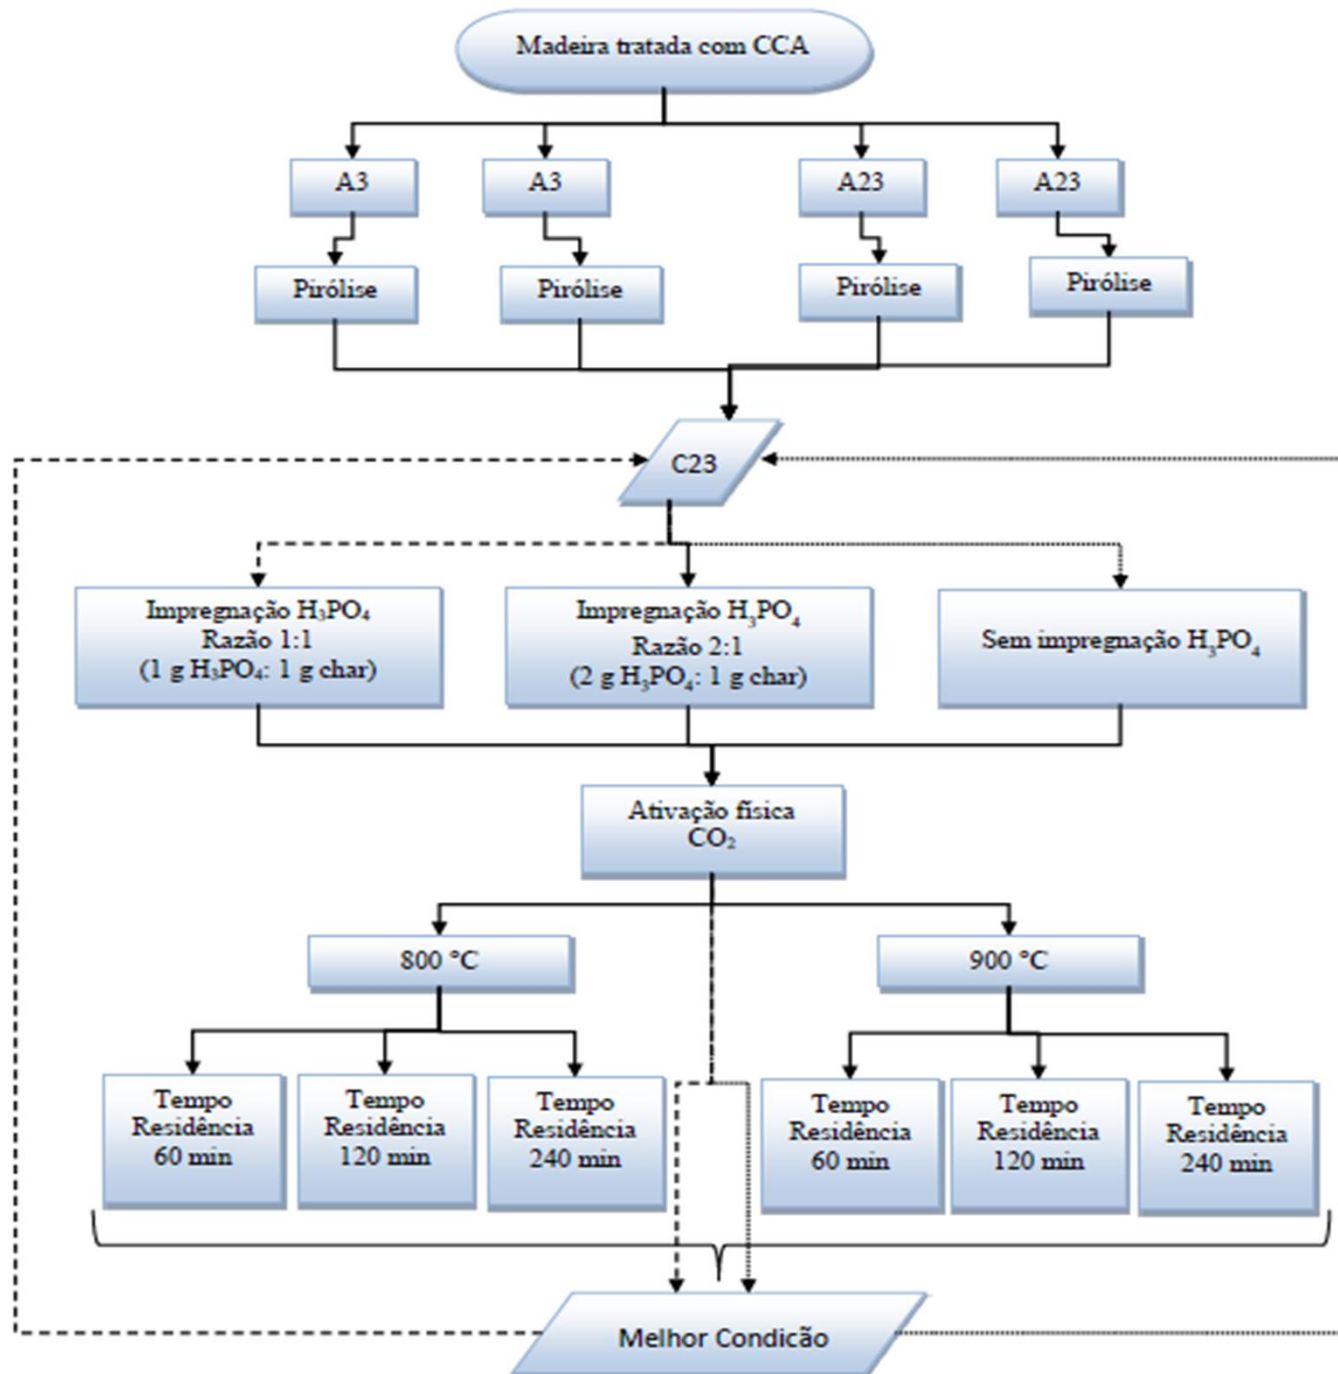 Madeira tratada com CCA
A3
A3
A23
A23
Pirólise
Pirólise
Pirólise
Pirólise
C23
Impregnação H₃PO₄
Razão 1:1
(1 g H₃PO₄: 1 g char)
Impregnação H₃PO₄
Razão 2:1
(2 g H₃PO₄: 1 g char)
Sem impregnação H₃PO₄
Ativação física
CO₂
800 °C
900 °C
Tempo
Residência
60 min
Tempo
Residência
120 min
Tempo
Residência
240 min
Tempo
Residência
60 min
Tempo
Residência
120 min
Tempo
Residência
240 min
Melhor Condicão